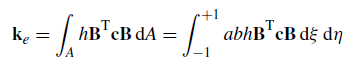 k_e = ∫_A hB^T cB dA = ∫_{-1}^{+1} abhB^T cB dξ dη